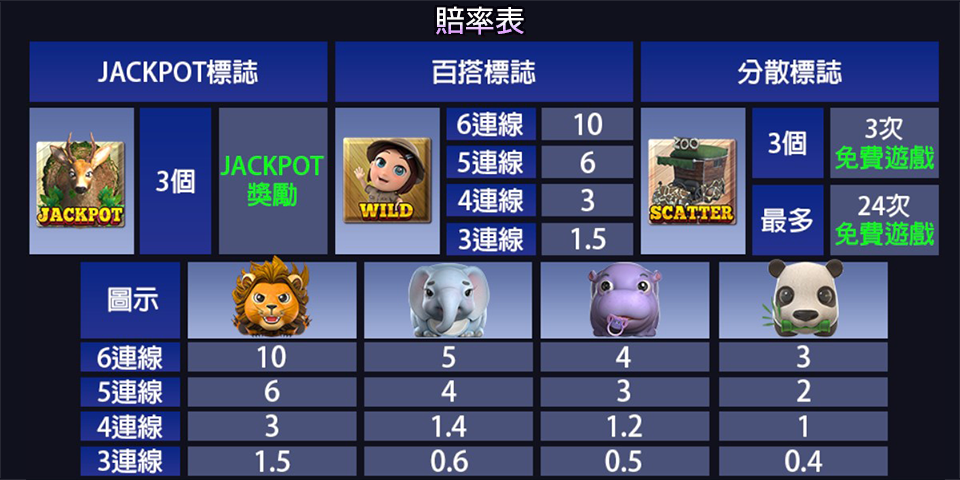 賠率表
JACKPOT標誌
百搭標誌
分散標誌
JACKPOT
3個
JACKPOT
獎勵
WILD
6連線 10
5連線 6
4連線 3
3連線 1.5
ZOO
SCATTER
3個
3次
免費遊戲
最多
24次
免費遊戲
圖示
6連線 10 5 4 3
5連線 6 4 3 2
4連線 3 1.4 1.2 1
3連線 1.5 0.6 0.5 0.4